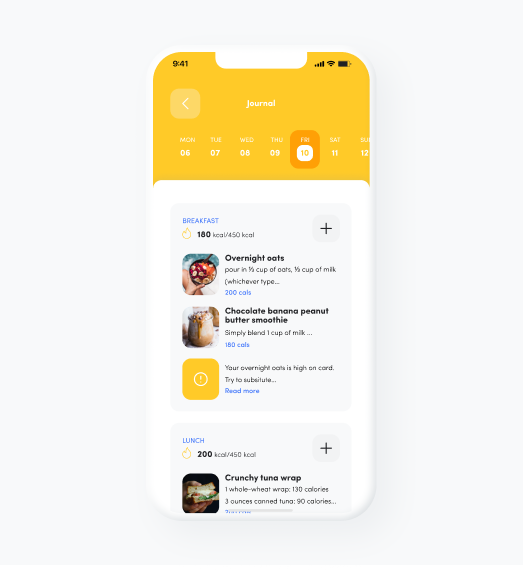 9:41
Journal
MON TUE WED THU FRI SAT SUN
06 07 08 09 10 11 12
BREAKFAST
180 kcal/450 kcal
Overnight oats
pour in ½ cup of oats, ½ cup of milk
(whichever type...
200 cals
Chocolate banana peanut
butter smoothie
Simply blend 1 cup of milk ...
180 cals
Your overnight oats is high on card.
Try to subsitute...
Read more
LUNCH
200 kcal/450 kcal
Crunchy tuna wrap
1 whole-wheat wrap: 130 calories
3 ounces canned tuna: 90 calories...